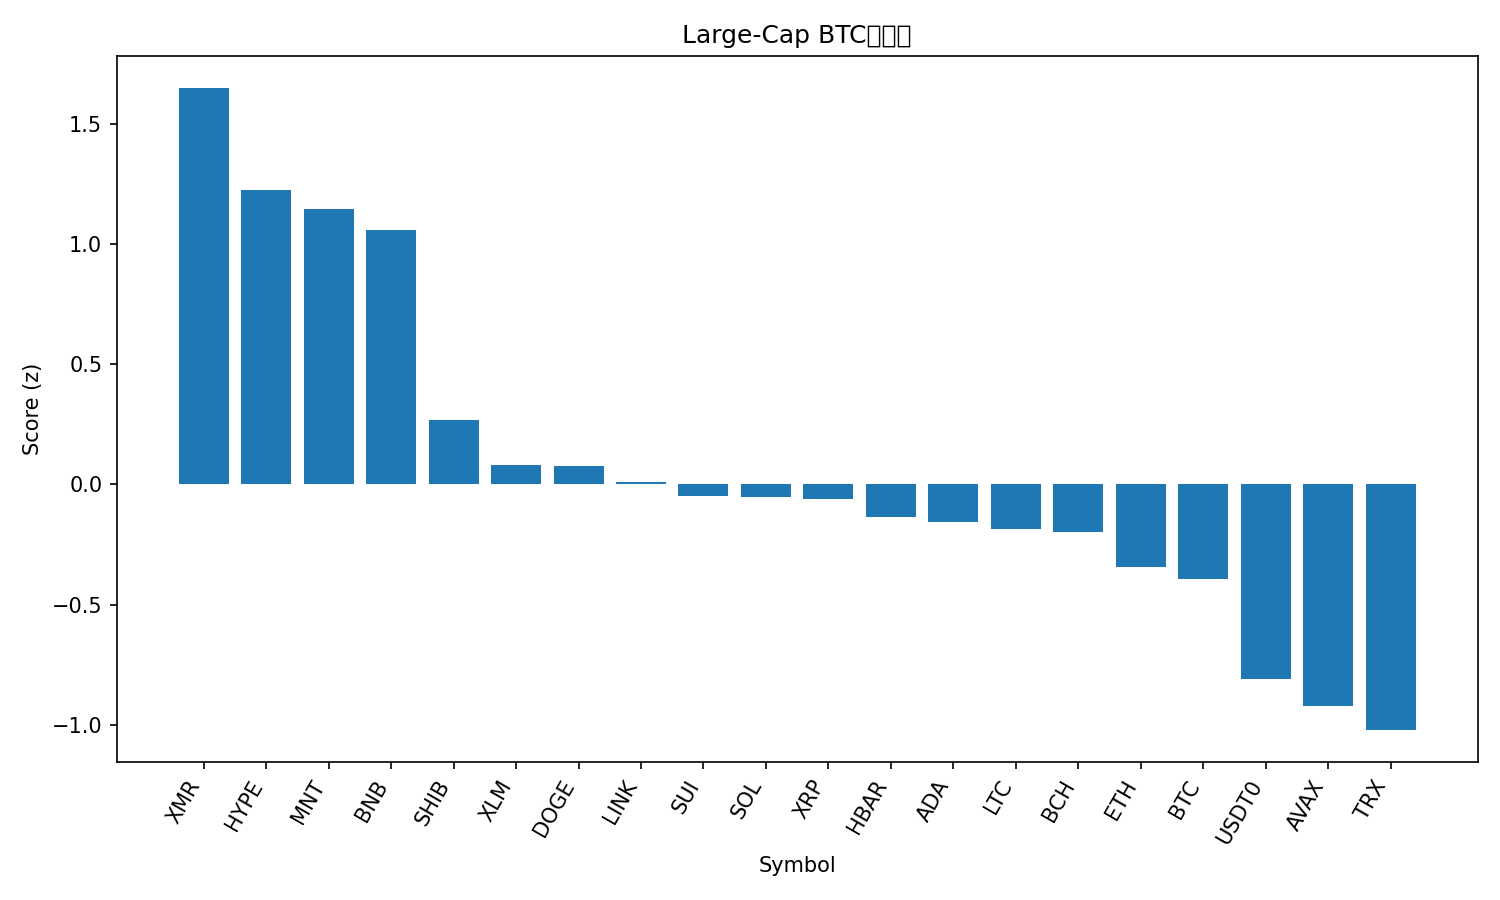 Large-Cap BTC
1.5
1.0
0.5
0.0
−0.5
−1.0
Score (z)
XMR
HYPE
MNT
BNB
SHIB
XLM
DOGE
LINK
SUI
SOL
XRP
HBAR
ADA
LTC
BCH
ETH
BTC
USDT0
AVAX
TRX
Symbol